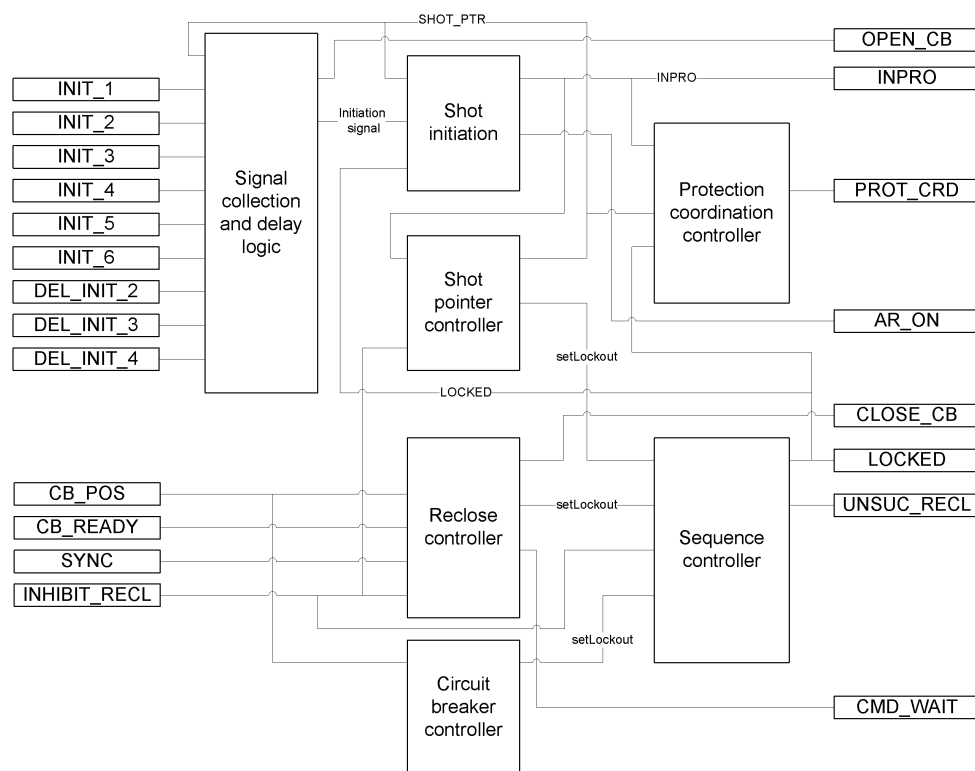 SHOT_PTR
OPEN_CB
INPRO
INPRO
INIT_1
INIT_2
INIT_3
INIT_4
INIT_5
INIT_6
DEL_INIT_2
DEL_INIT_3
DEL_INIT_4
Signal
collection
and delay
logic
Initiation
signal
Shot
initiation
Protection
coordination
controller
PROT_CRD
Shot
pointer
controller
AR_ON
setLockout
LOCKED
CLOSE_CB
LOCKED
UNSUC_RECL
CB_POS
CB_READY
SYNC
INHIBIT_RECL
Reclose
controller
setLockout
Sequence
controller
setLockout
Circuit
breaker
controller
CMD_WAIT